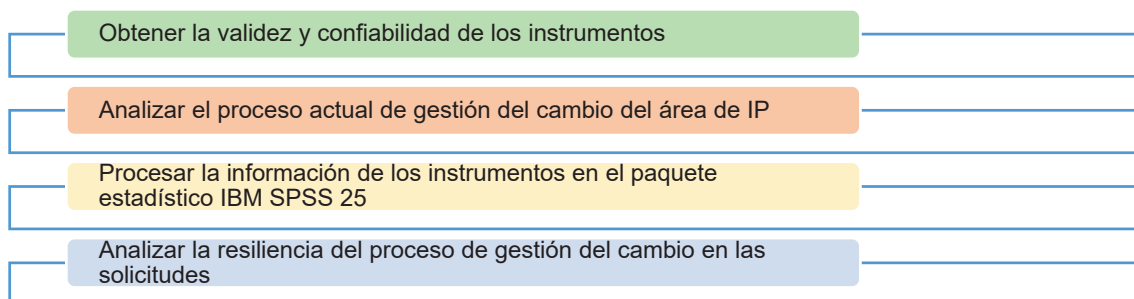 Obtener la validez y confiabilidad de los instrumentos
Analizar el proceso actual de gestión del cambio del área de IP
Procesar la información de los instrumentos en el paquete
estadístico IBM SPSS 25
Analizar la resiliencia del proceso de gestión del cambio en las
solicitudes